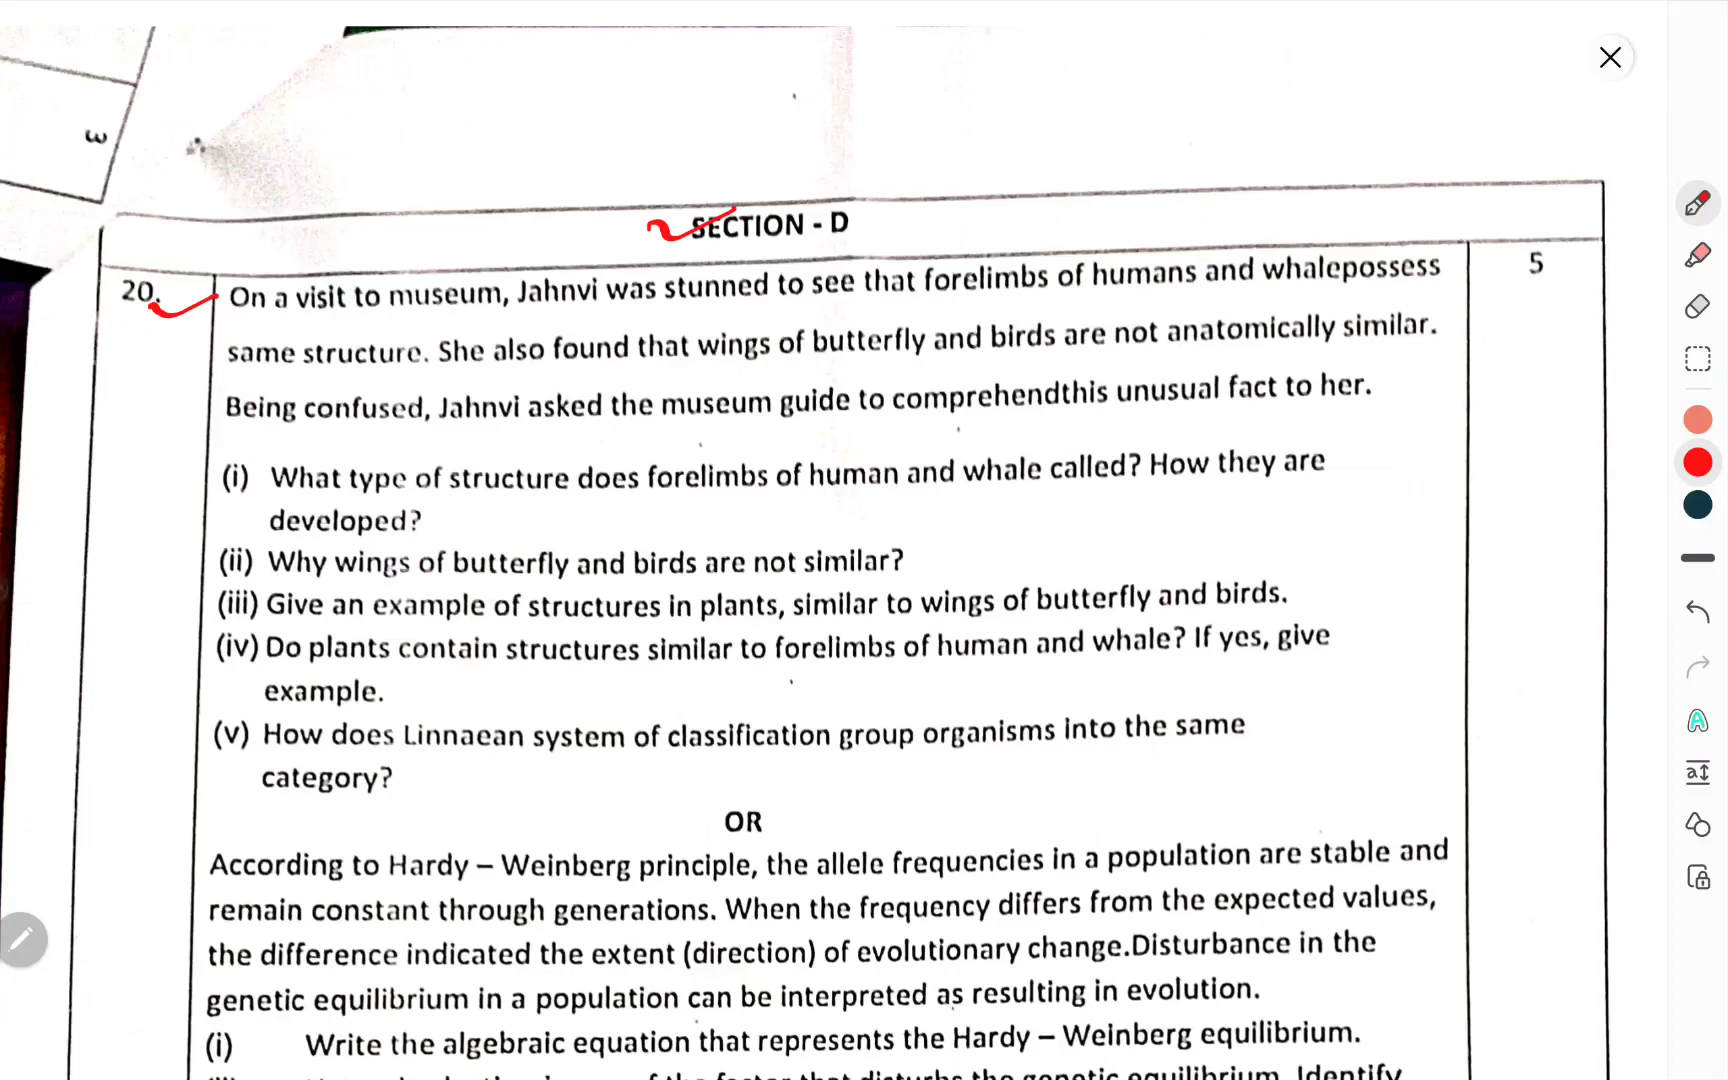 3
SECTION - D
20.
On a visit to museum, Jahnvi was stunned to see that forelimbs of humans and whalepossess
5
same structure. She also found that wings of butterfly and birds are not anatomically similar.
Being confused, Jahnvi asked the museum guide to comprehendthis unusual fact to her.
(i) What type of structure does forelimbs of human and whale called? How they are
developed?
(ii) Why wings of butterfly and birds are not similar?
(iii) Give an example of structures in plants, similar to wings of butterfly and birds.
(iv) Do plants contain structures similar to forelimbs of human and whale? If yes, give
example.
(v) How does Linnaean system of classification group organisms into the same
category?
OR
According to Hardy – Weinberg principle, the allele frequencies in a population are stable and
remain constant through generations. When the frequency differs from the expected values,
the difference indicated the extent (direction) of evolutionary change.Disturbance in the
genetic equilibrium in a population can be interpreted as resulting in evolution.
(i) Write the algebraic equation that represents the Hardy – Weinberg equilibrium.
of the factor that disturbs the genetic equilibrium. Identify